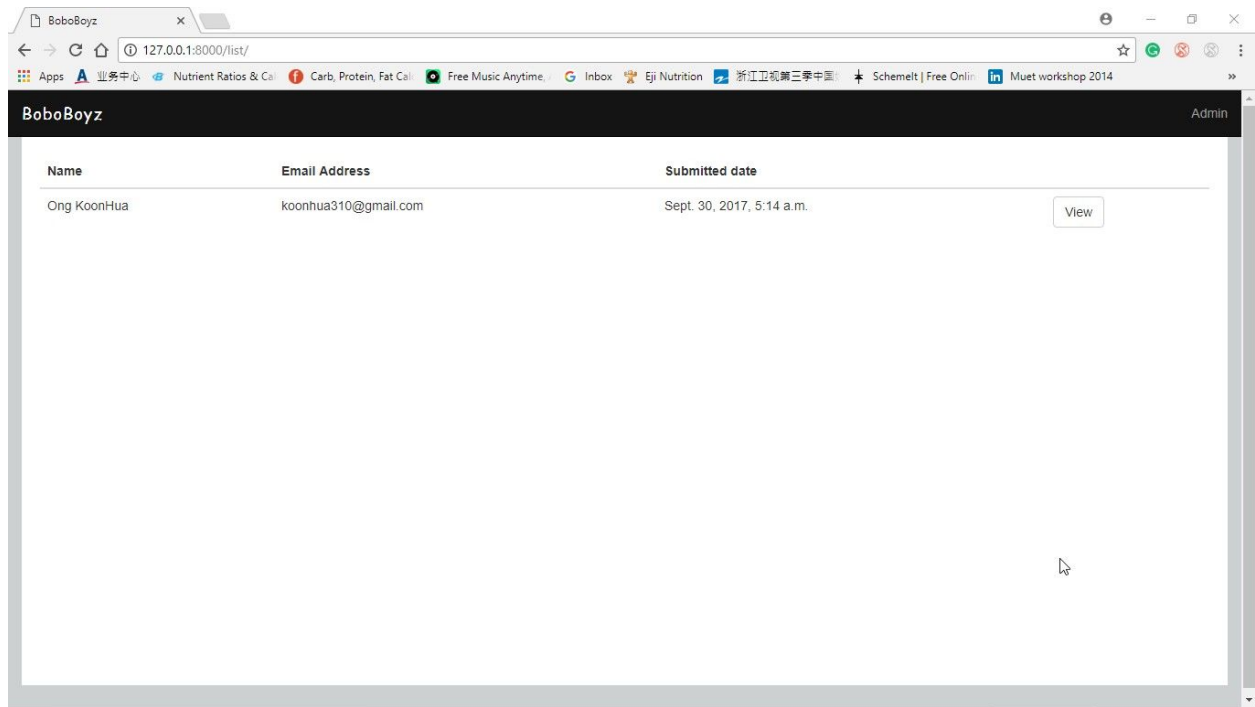 BoboBoyz
127.0.0.1:8000/list/
Apps 业务中心 Nutrient Ratios & Cal Carb, Protein, Fat Cal Free Music Anytime, Inbox Eji Nutrition 浙江卫视第三季中国 Schemelt | Free Onlin Muet workshop 2014 »
BoboBoyz Admin
Name Email Address Submitted date
Ong KoonHua koonhua310@gmail.com Sept. 30, 2017, 5:14 a.m. View